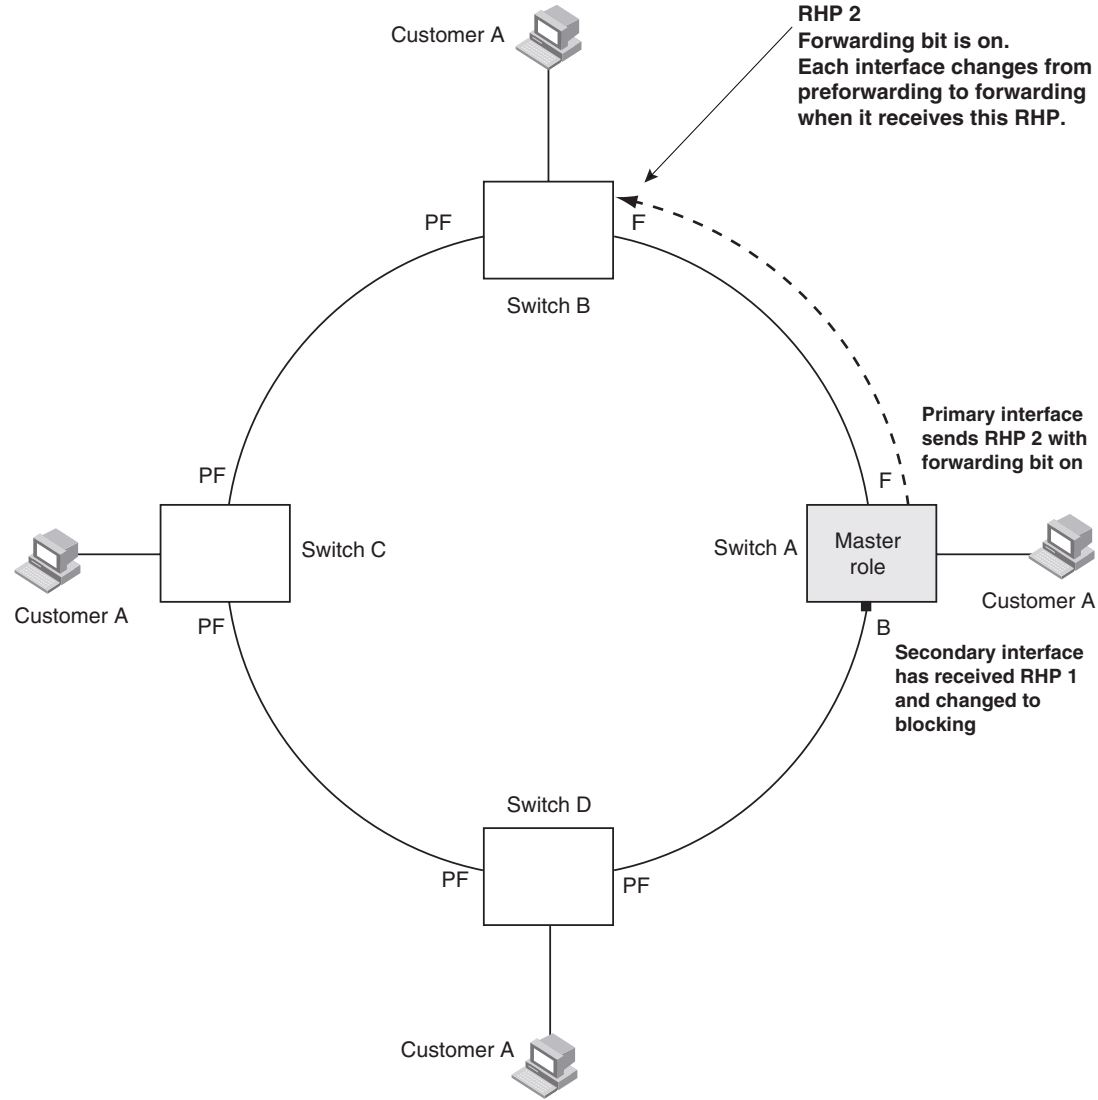 Customer A
RHP 2
Forwarding bit is on.
Each interface changes from
preforwarding to forwarding
when it receives this RHP.
PF
F
Switch B
Primary interface
sends RHP 2 with
forwarding bit on
PF
F
Switch C
Switch A
Master
role
Customer A
Customer A
PF
B
Secondary interface
has received RHP 1
and changed to
blocking
Switch D
PF
PF
Customer A